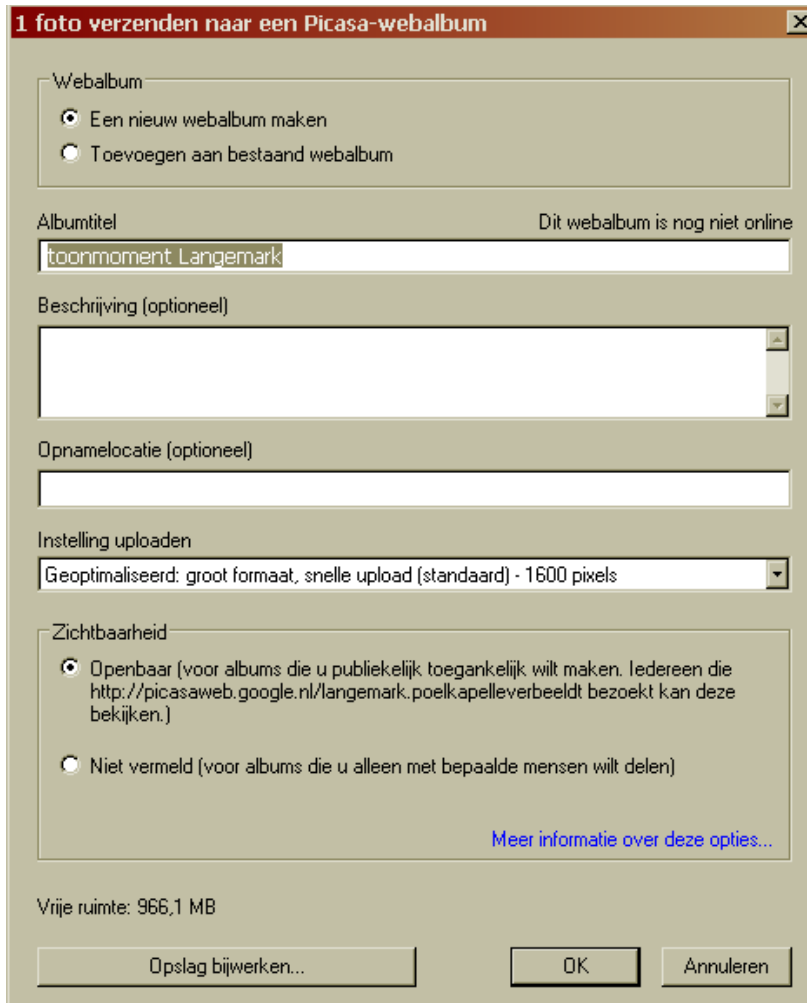 1 foto verzenden naar een Picasa-webalbum
Webalbum
Een nieuw webalbum maken
Toevoegen aan bestaand webalbum
Albumtitel
Dit webalbum is nog niet online
toonmoment Langemark
Beschrijving (optioneel)
Opnamelocatie (optioneel)
Instelling uploaden
Geoptimaliseerd: groot formaat, snelle upload (standaard) - 1600 pixels
Zichtbaarheid
Openbaar (voor albums die u publiekelijk toegankelijk wilt maken. Iedereen die
http://picasaweb.google.nl/langemark.poelkapelleverbeeldt bezoekt kan deze
bekijken.)
Niet vermeld (voor albums die u alleen met bepaalde mensen wilt delen)
Meer informatie over deze opties...
Vrije ruimte: 966,1 MB
Opslag bijwerken...
OK
Annuleren